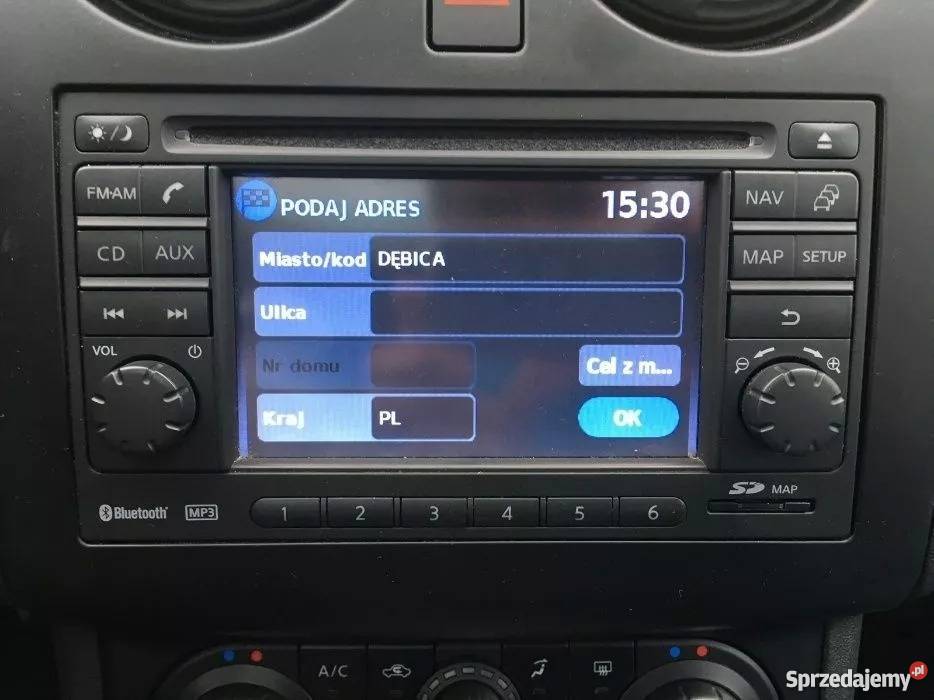 FM·AM
CD
AUX
VOL
PODAJ ADRES
15:30
Miasto/kod DĘBICA
Ulica
Nr domu
Cel z m...
Kraj PL
OK
NAV
MAP
SETUP
Bluetooth
MP3
1 2 3 4 5 6
SD MAP
A/C
Sprzedajemy.pl